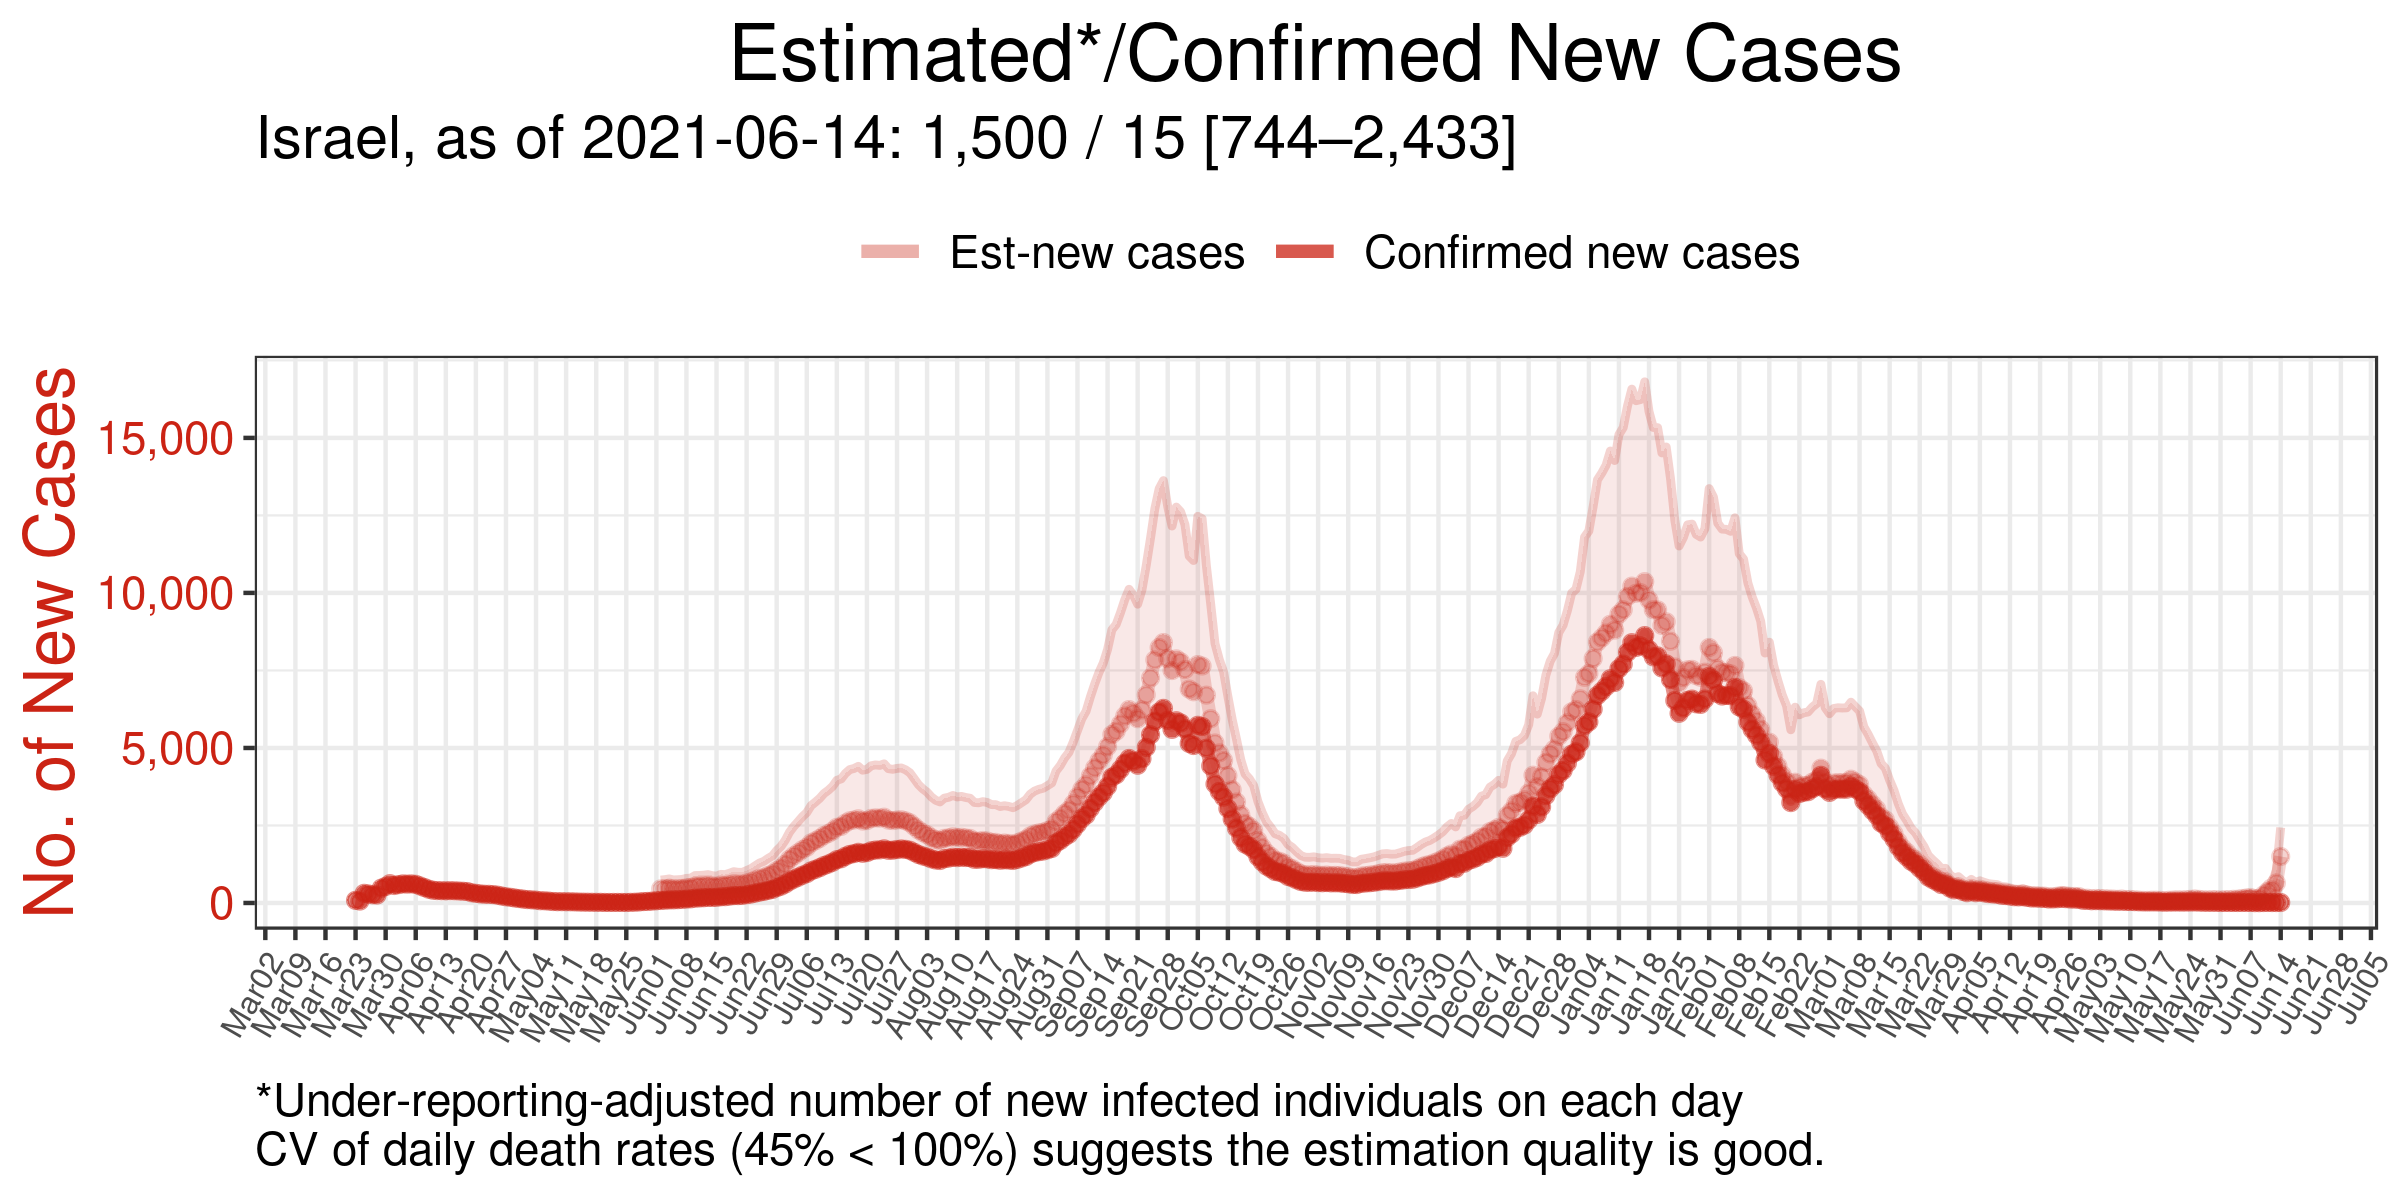 Estimated*/Confirmed New Cases
Israel, as of 2021-06-14: 1,500 / 15 [744–2,433]
Est-new cases Confirmed new cases
No. of New Cases
15,000
10,000
5,000
0
Mar02 Mar09 Mar16 Mar23 Mar30 Apr06 Apr13 Apr20 Apr27 May04 May11 May18 May25 Jun01 Jun08 Jun15 Jun22 Jun29 Jul06 Jul13 Jul20 Jul27 Aug03 Aug10 Aug17 Aug24 Aug31 Sep07 Sep14 Sep21 Sep28 Oct05 Oct12 Oct19 Oct26 Nov02 Nov09 Nov16 Nov23 Nov30 Dec07 Dec14 Dec21 Dec28 Jan04 Jan11 Jan18 Jan25 Feb01 Feb08 Feb15 Feb22 Mar01 Mar08 Mar15 Mar22 Mar29 Apr05 Apr12 Apr19 Apr26 May03 May10 May17 May24 May31 Jun07 Jun14 Jun21 Jun28 Jul05
*Under-reporting-adjusted number of new infected individuals on each day
CV of daily death rates (45% < 100%) suggests the estimation quality is good.